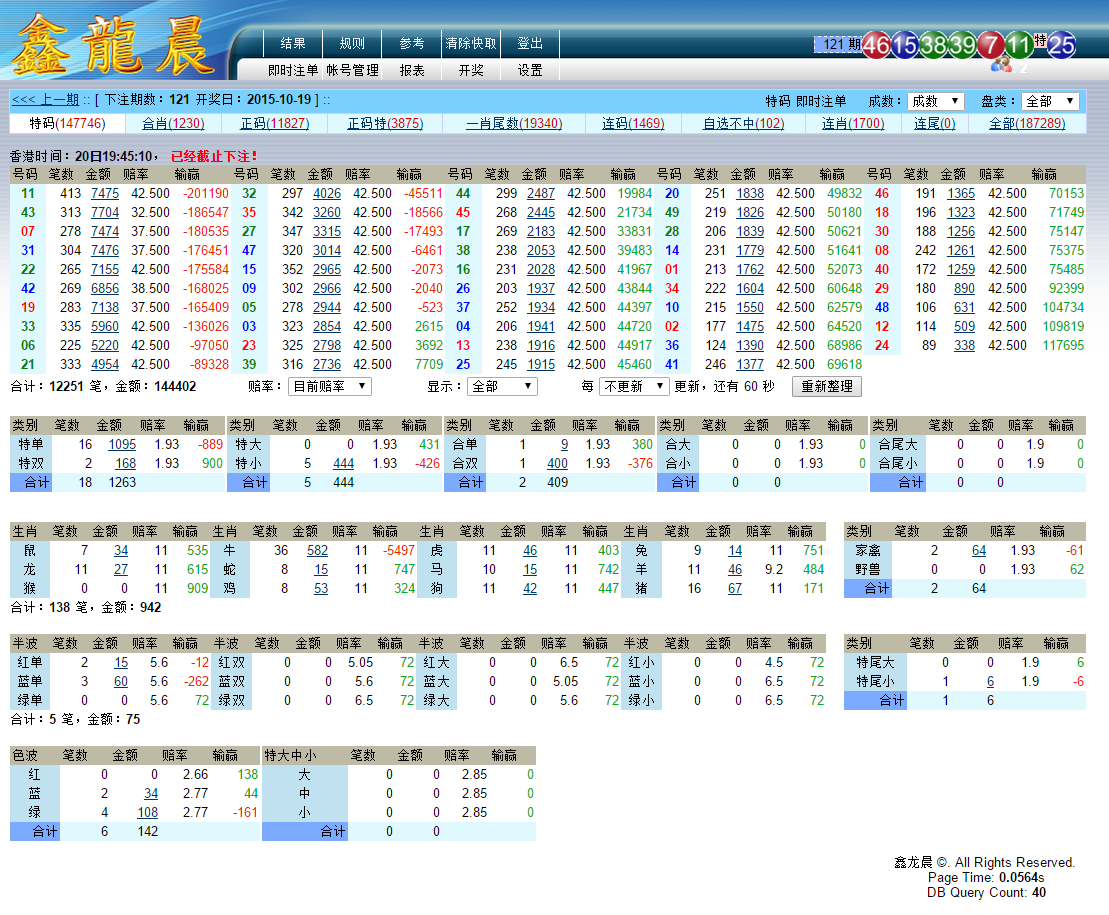 鑫龍晨
结果 规则 参考 清除快取 登出
即时注单 帐号管理 报表 开奖 设置
121 期 46 15 38 39 7 11 特 25
<<< 上一期 :: [ 下注期数：121 开奖日：2015-10-19 ] ::
特码 即时注单 成数： 成数 盘类： 全部
特码(147746) 合肖(1230) 正码(11827) 正码特(3875) 一肖尾数(19340) 连码(1469) 自选不中(102) 连肖(1700) 连尾(0) 全部(187289)
香港时间：20日19:45:10， 已经截止下注！
号码 笔数 金额 赔率 输赢 号码 笔数 金额 赔率 输赢 号码 笔数 金额 赔率 输赢 号码 笔数 金额 赔率 输赢 号码 笔数 金额 赔率 输赢
11 413 7475 42.500 -201190 32 297 4026 42.500 -45511 44 299 2487 42.500 19984 20 251 1838 42.500 49832 46 191 1365 42.500 70153
43 313 7704 32.500 -186547 35 342 3260 42.500 -18566 45 268 2445 42.500 21734 49 219 1826 42.500 50180 18 196 1323 42.500 71749
07 278 7474 37.500 -180535 27 347 3315 42.500 -17493 17 269 2183 42.500 33831 28 206 1839 42.500 50621 30 188 1256 42.500 75147
31 304 7476 37.500 -176451 47 320 3014 42.500 -6461 38 238 2053 42.500 39483 14 231 1779 42.500 51641 08 242 1261 42.500 75375
22 265 7155 42.500 -175584 15 352 2965 42.500 -2073 16 231 2028 42.500 41967 01 213 1762 42.500 52073 40 172 1259 42.500 75485
42 269 6856 38.500 -168025 09 302 2966 42.500 -2040 26 203 1937 42.500 43844 34 222 1604 42.500 60648 29 180 890 42.500 92399
19 283 7138 37.500 -165409 05 278 2944 42.500 -523 37 252 1934 42.500 44397 10 215 1550 42.500 62579 48 106 631 42.500 104734
33 335 5960 42.500 -136026 03 323 2854 42.500 2615 04 206 1941 42.500 44720 02 177 1475 42.500 64520 12 114 509 42.500 109819
06 225 5220 42.500 -97050 23 325 2798 42.500 3692 13 238 1916 42.500 44917 36 124 1390 42.500 68986 24 89 338 42.500 117695
21 333 4954 42.500 -89328 39 316 2736 42.500 7709 25 245 1915 42.500 45460 41 246 1377 42.500 69618
合计：12251 笔，金额：144402 赔率： 目前赔率 显示： 全部 每 不更新 更新，还有 60 秒 重新整理
类别 笔数 金额 赔率 输赢 类别 笔数 金额 赔率 输赢 类别 笔数 金额 赔率 输赢 类别 笔数 金额 赔率 输赢 类别 笔数 金额 赔率 输赢
特单 16 1095 1.93 -889 特大 0 0 1.93 431 合单 1 9 1.93 380 合大 0 0 1.93 0 合尾大 0 0 1.9 0
特双 2 168 1.93 900 特小 5 444 1.93 -426 合双 1 400 1.93 -376 合小 0 0 1.93 0 合尾小 0 0 1.9 0
合计 18 1263 合计 5 444 合计 2 409 合计 0 0 合计 0 0
生肖 笔数 金额 赔率 输赢 生肖 笔数 金额 赔率 输赢 生肖 笔数 金额 赔率 输赢 生肖 笔数 金额 赔率 输赢 类别 笔数 金额 赔率 输赢
鼠 7 34 11 535 牛 36 582 11 -5497 虎 11 46 11 403 兔 9 14 11 751 家禽 2 64 1.93 -61
龙 11 27 11 615 蛇 8 15 11 747 马 10 15 11 742 羊 11 46 9.2 484 野兽 0 0 1.93 62
猴 0 0 11 909 鸡 8 53 11 324 狗 11 42 11 447 猪 16 67 11 171 合计 2 64
合计：138 笔，金额：942
半波 笔数 金额 赔率 输赢 半波 笔数 金额 赔率 输赢 半波 笔数 金额 赔率 输赢 半波 笔数 金额 赔率 输赢 类别 笔数 金额 赔率 输赢
红单 2 15 5.6 -12 红双 0 0 5.05 72 红大 0 0 6.5 72 红小 0 0 4.5 72 特尾大 0 0 1.9 6
蓝单 3 60 5.6 -262 蓝双 0 0 5.6 72 蓝大 0 0 5.05 72 蓝小 0 0 6.5 72 特尾小 1 6 1.9 -6
绿单 0 0 5.6 72 绿双 0 0 6.5 72 绿大 0 0 5.6 72 绿小 0 0 6.5 72 合计 1 6
合计：5 笔，金额：75
色波 笔数 金额 赔率 输赢 特大中小 笔数 金额 赔率 输赢
红 0 0 2.66 138 大 0 0 2.85 0
蓝 2 34 2.77 44 中 0 0 2.85 0
绿 4 108 2.77 -161 小 0 0 2.85 0
合计 6 142 合计 0 0
鑫龙晨 ©. All Rights Reserved.
Page Time: 0.0564s
DB Query Count: 40